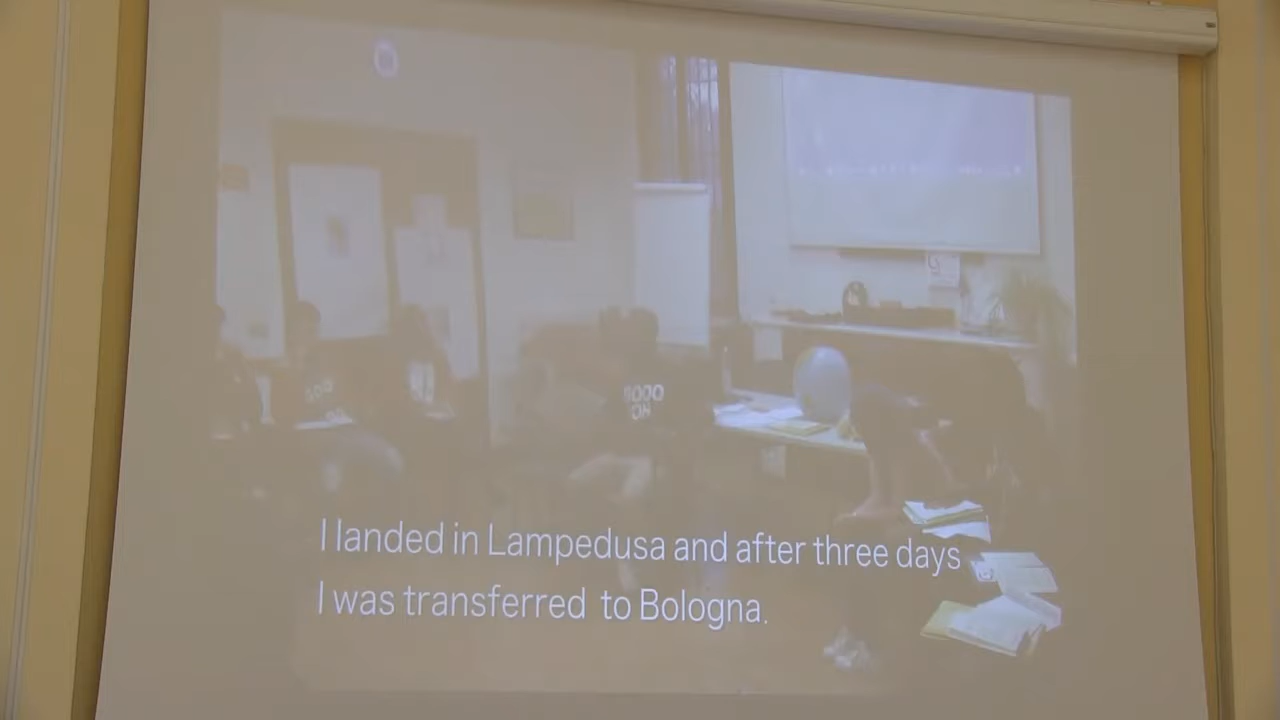 I landed in Lampedusa and after three days
I was transferred to Bologna.